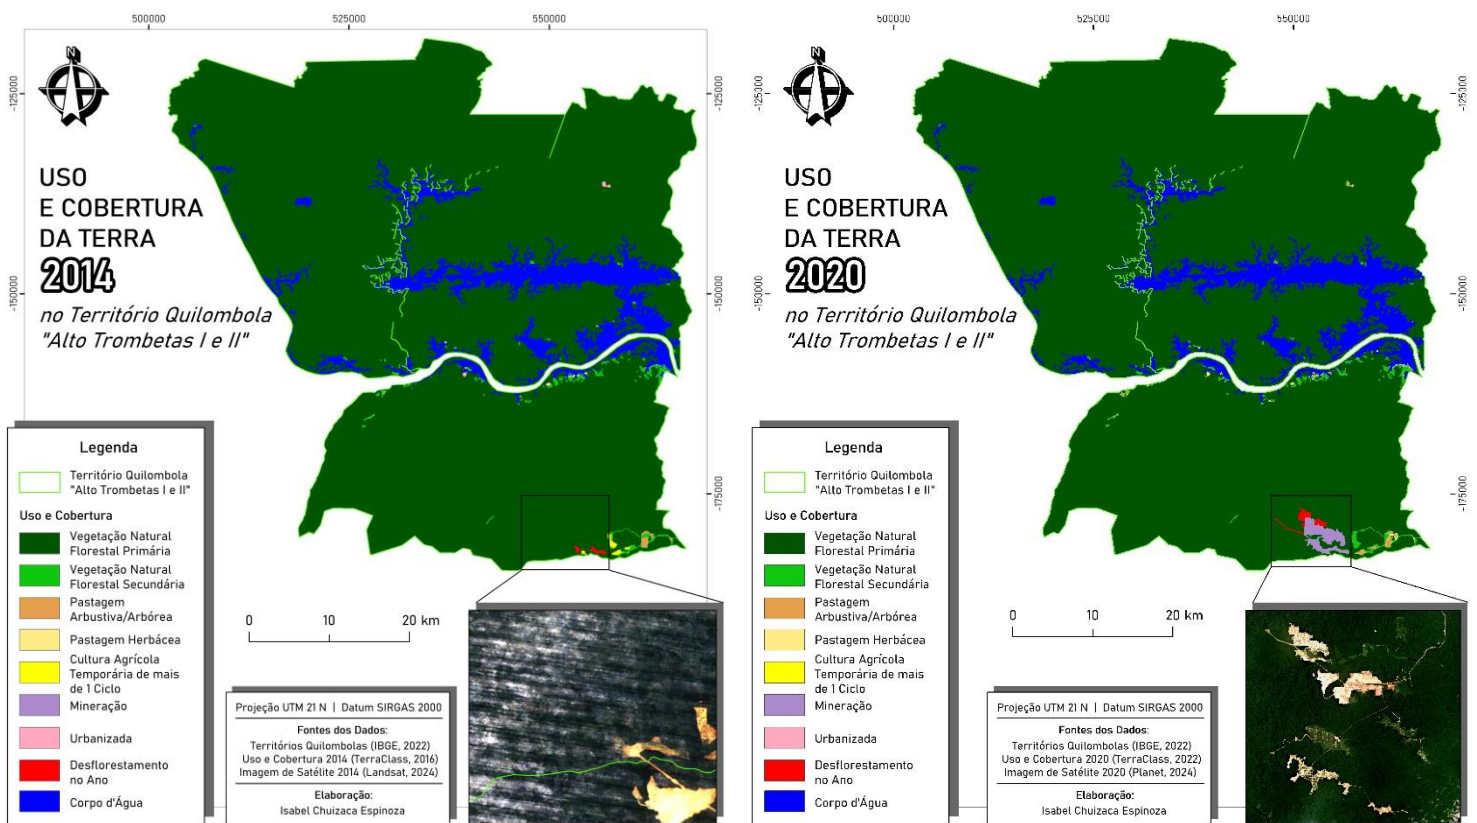 500000
525000
550000
N
-125000
-125000
USO
E COBERTURA
DA TERRA
2014
no Território Quilombola
"Alto Trombetas I e II"
-150000
-150000
-175000
Legenda
Território Quilombola
"Alto Trombetas I e II"
Uso e Cobertura
Vegetação Natural
Florestal Primária
Vegetação Natural
Florestal Secundária
Pastagem
Arbustiva/Arbórea
Pastagem Herbácea
Cultura Agrícola
Temporária de mais
de 1 Ciclo
Mineração
Urbanizada
Desflorestamento
no Ano
Corpo d'Água
0 10 20 km
Projeção UTM 21 N | Datum SIRGAS 2000
Fontes dos Dados:
Territórios Quilombolas (IBGE, 2022)
Uso e Cobertura 2014 (TerraClass, 2016)
Imagem de Satélite 2014 (Landsat, 2024)
Elaboração:
Isabel Chuizaca Espinoza
500000
525000
550000
N
-125000
-125000
USO
E COBERTURA
DA TERRA
2020
no Território Quilombola
"Alto Trombetas I e II"
-150000
-150000
-175000
-175000
Legenda
Território Quilombola
"Alto Trombetas I e II"
Uso e Cobertura
Vegetação Natural
Florestal Primária
Vegetação Natural
Florestal Secundária
Pastagem
Arbustiva/Arbórea
Pastagem Herbácea
Cultura Agrícola
Temporária de mais
de 1 Ciclo
Mineração
Urbanizada
Desflorestamento
no Ano
Corpo d'Água
0 10 20 km
Projeção UTM 21 N | Datum SIRGAS 2000
Fontes dos Dados:
Territórios Quilombolas (IBGE, 2022)
Uso e Cobertura 2020 (TerraClass, 2022)
Imagem de Satélite 2020 (Planet, 2024)
Elaboração:
Isabel Chuizaca Espinoza